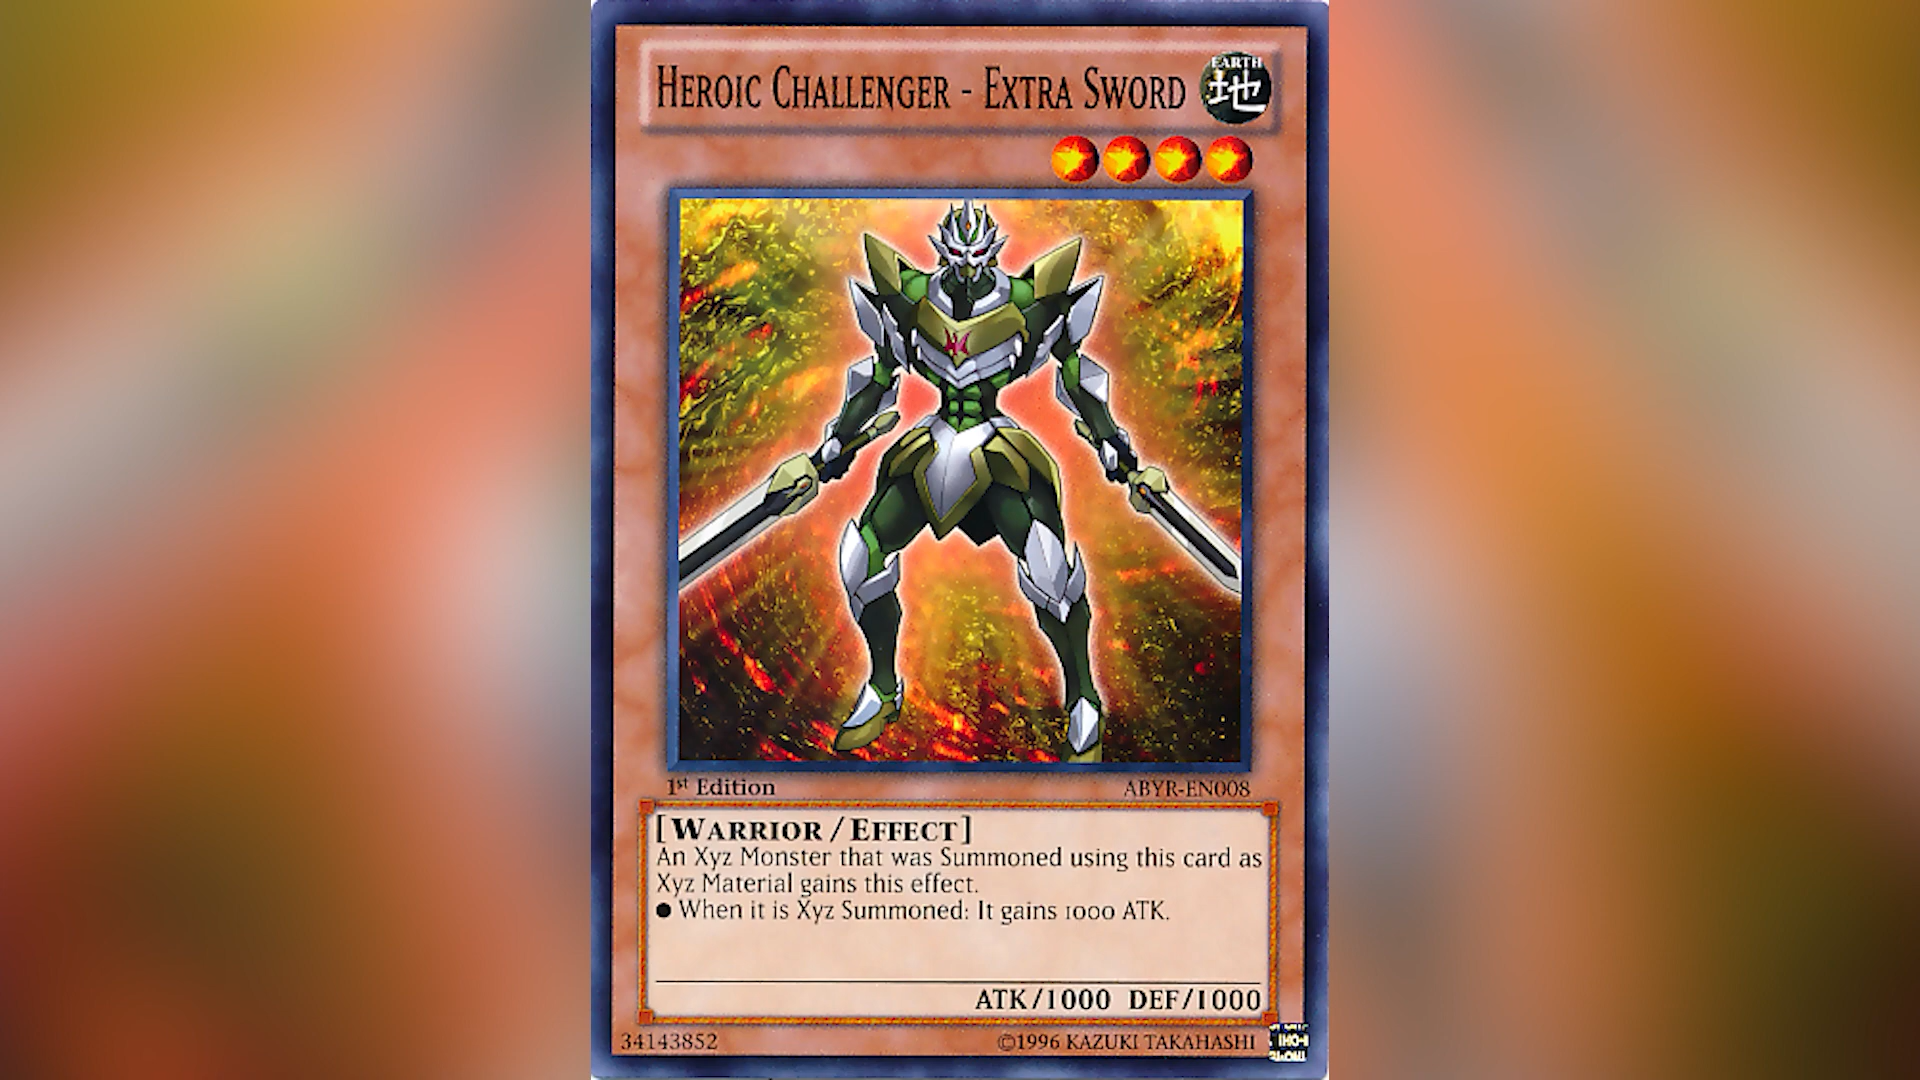 HEROIC CHALLENGER - EXTRA SWORD
EARTH
地
1st Edition
ABYR-EN008
[WARRIOR/EFFECT]
An Xyz Monster that was Summoned using this card as
Xyz Material gains this effect.
● When it is Xyz Summoned: It gains 1000 ATK.
ATK/1000 DEF/1000
34143852
©1996 KAZUKI TAKAHASHI